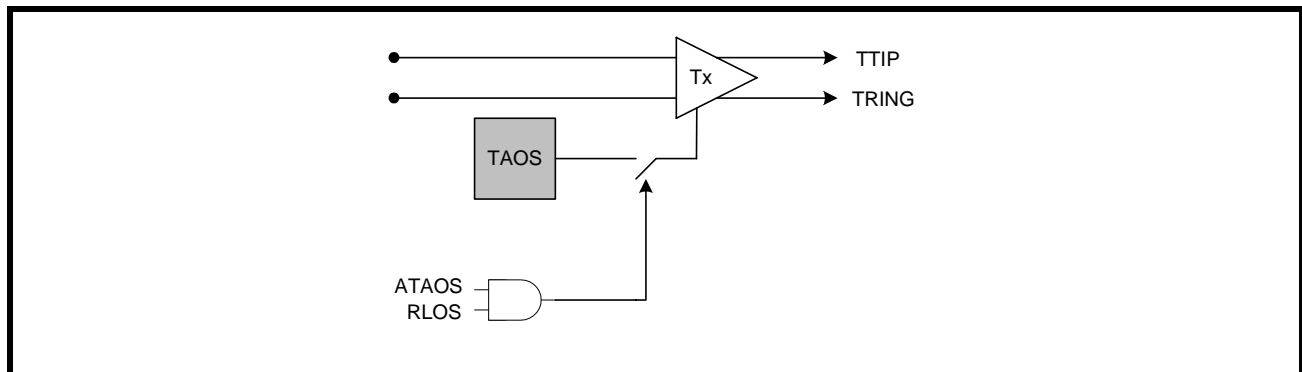 TTIP
Tx
TRING
TAOS
ATAOS
RLOS